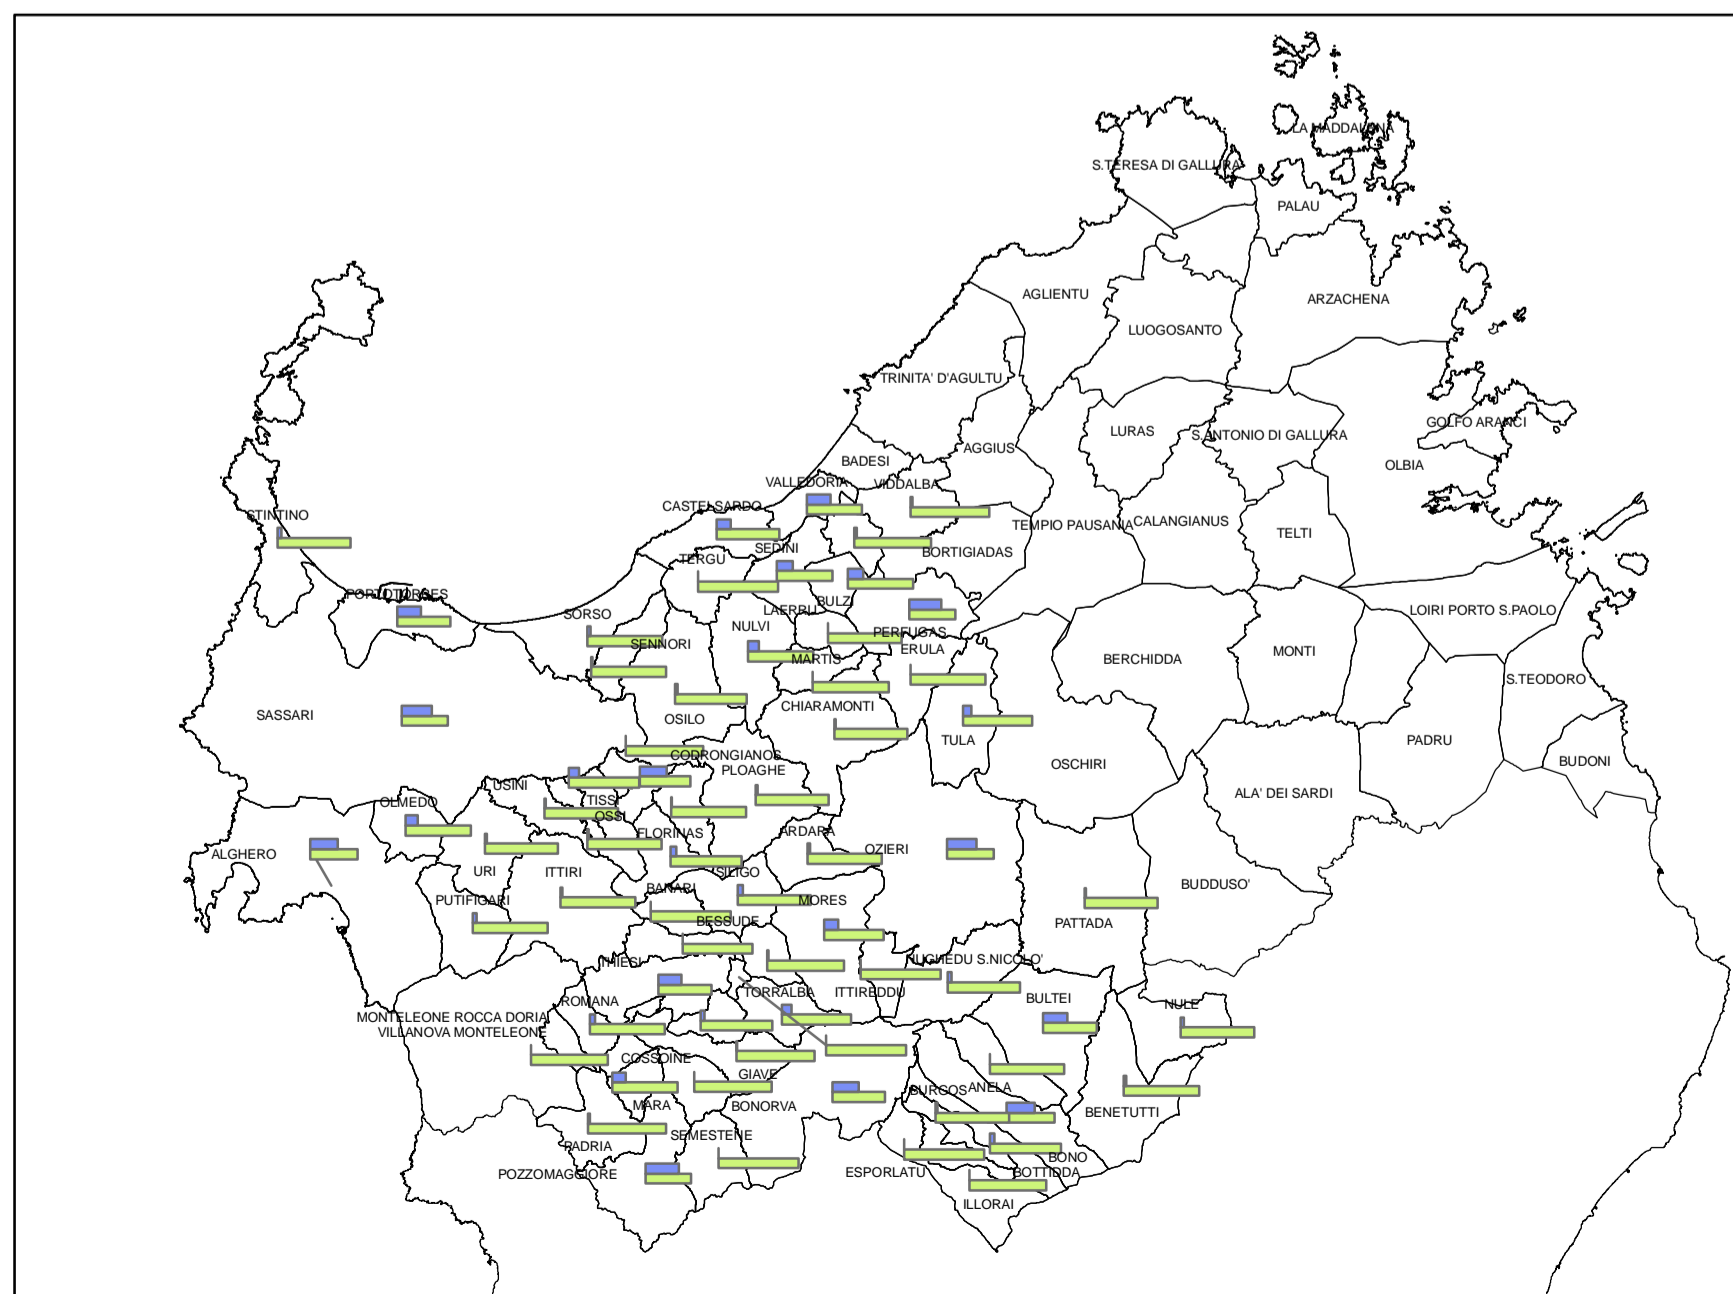 LA MADDALENA
S.TERESA DI GALLURA
PALAU
AGLIENTU
ARZACHENA
LUOGOSANTO
TRINITA' D'AGULTU
GOLFO ARANCI
LURAS
S.ANTONIO DI GALLURA
AGGIUS
BADESI
OLBIA
VALLEDORIA
VIDDALBA
CASTELSARDO
STINTINO
TEMPIO PAUSANIA
CALANGIANUS
TELTI
SEDINI
BORTIGIADAS
TERGU
PORTO TORRES
BULZI
LAERRU
LOIRI PORTO S.PAOLO
SORSO
NULVI
PERFUGAS
SENNORI
ERULA
MONTI
MARTIS
BERCHIDDA
S.TEODORO
CHIARAMONTI
SASSARI
OSILO
TULA
PADRU
CODRONGIANOS
PLOAGHE
BUDONI
OSCHIRI
USINI
ALA' DEI SARDI
OLMEDO
TISSI
OSSI
FLORINAS
ARDARA
ALGHERO
OZIERI
URI
ITTIRI
SILIGO
BUDDUSO'
BANARI
PUTIFIGARI
MORES
BESSUDE
PATTADA
THIESI
NUGHEDU S.NICOLO'
TORRALBA
ITTIREDDU
BULTEI
ROMANA
NULE
MONTELEONE ROCCA DORIA
VILLANOVA MONTELEONE
COSSOINE
GIAVE
BURGOS
ANELA
MARA
BONORVA
BENETUTTI
SEMESTENE
PADRIA
BONO
POZZOMAGGIORE
ESPORLATU
BOTTIDDA
ILLORAI